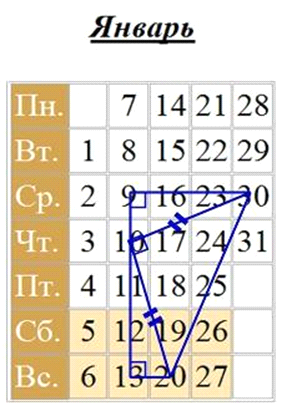 Январь
Пн. 7 14 21 28
Вт. 1 8 15 22 29
Ср. 2 9 16 23 30
Чт. 3 10 17 24 31
Пт. 4 11 18 25
Сб. 5 12 19 26
Вс. 6 13 20 27